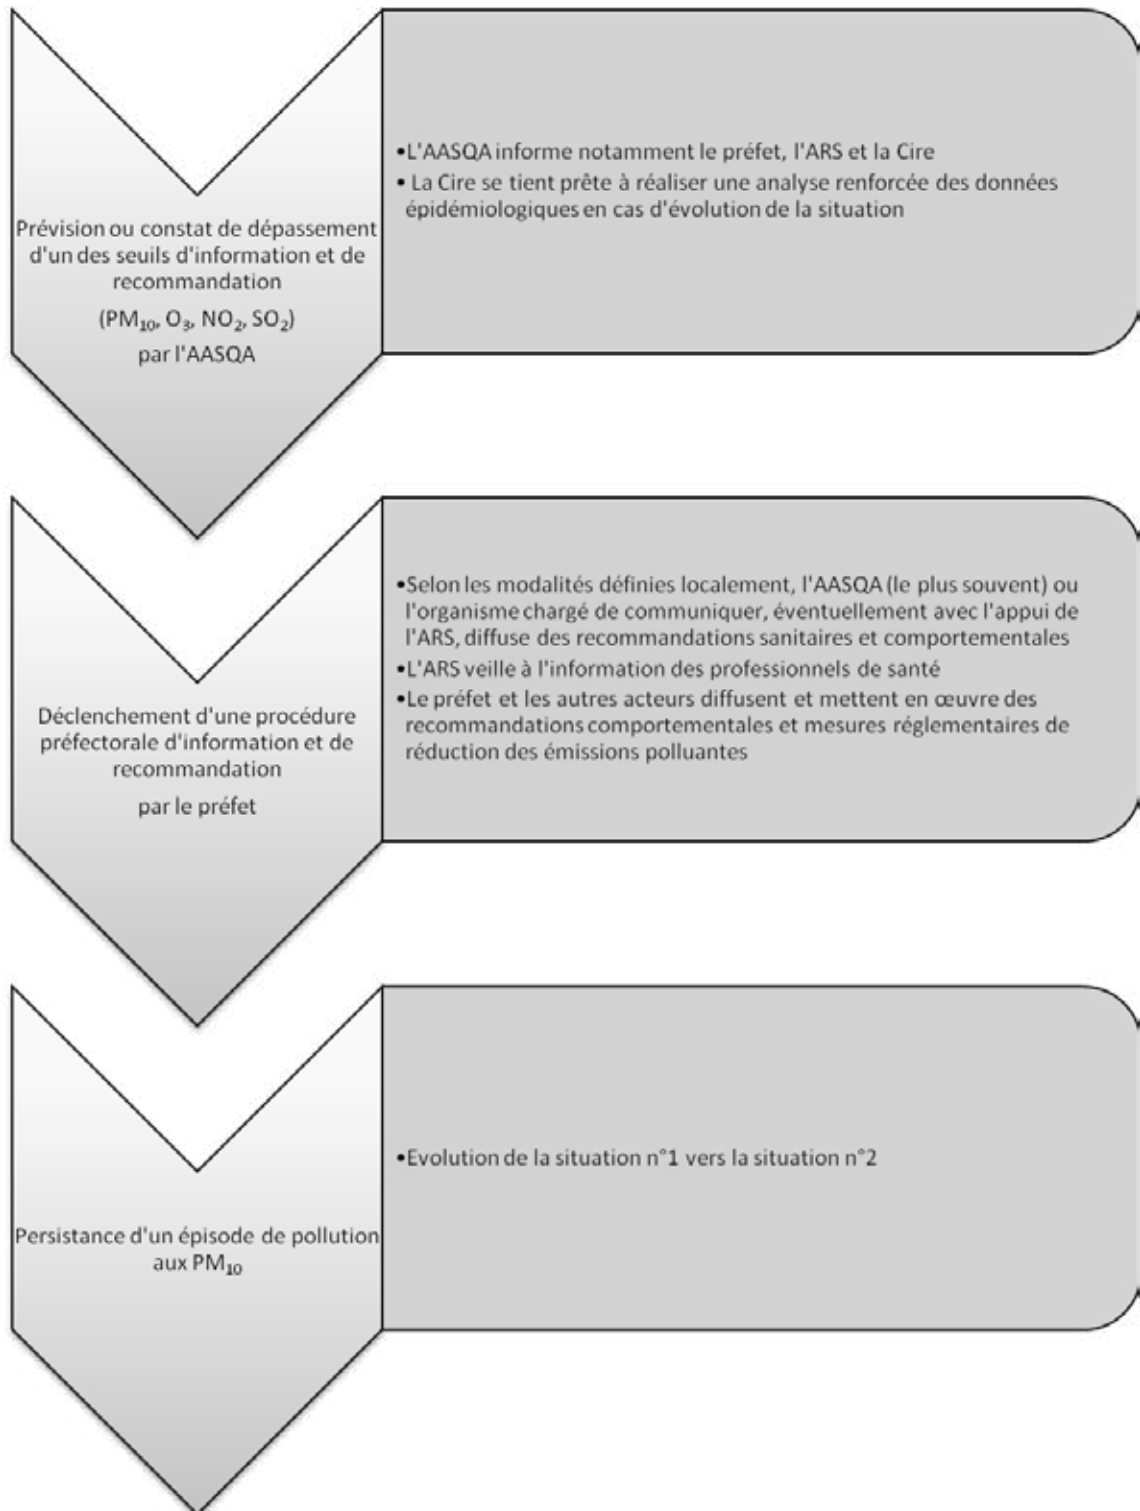 Prévision ou constat de dépassement
d'un des seuils d'information et de
recommandation
(PM₁₀, O₃, NO₂, SO₂)
par l'AASQA
•L'AASQA informe notamment le préfet, l'ARS et la Cire
• La Cire se tient prête à réaliser une analyse renforcée des données
épidémiologiques en cas d'évolution de la situation
Déclenchement d'une procédure
préfectorale d'information et de
recommandation
par le préfet
•Selon les modalités définies localement, l'AASQA (le plus souvent) ou
l'organisme chargé de communiquer, éventuellement avec l'appui de
l'ARS, diffuse des recommandations sanitaires et comportementales
•L'ARS veille à l'information des professionnels de santé
•Le préfet et les autres acteurs diffusent et mettent en œuvre des
recommandations comportementales et mesures réglementaires de
réduction des émissions polluantes
Persistance d'un épisode de pollution
aux PM₁₀
•Evolution de la situation n°1 vers la situation n°2